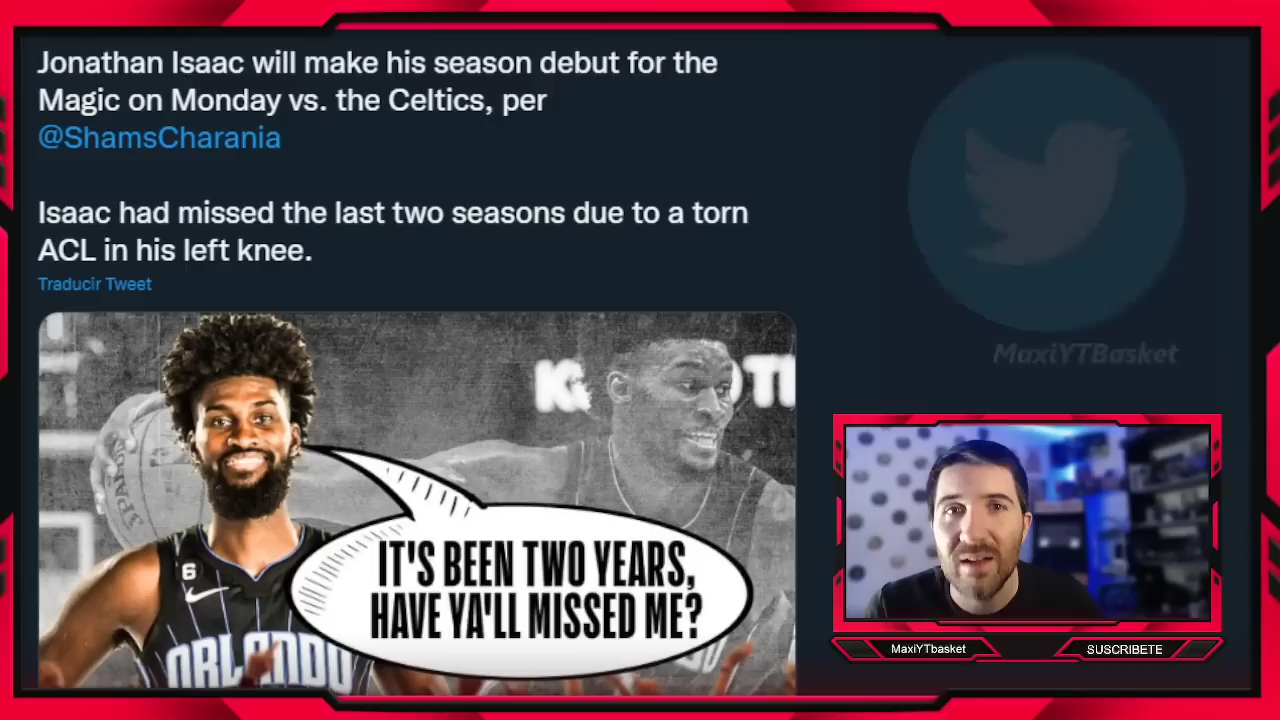 Jonathan Isaac will make his season debut for the
Magic on Monday vs. the Celtics, per
@ShamsCharania
Isaac had missed the last two seasons due to a torn
ACL in his left knee.
Traducir Tweet
MaxiYTBasket
SPALDING
6
IT'S BEEN TWO YEARS,
HAVE YA'LL MISSED ME?
ORLANDO
MaxiYTbasket
SUSCRIBETE